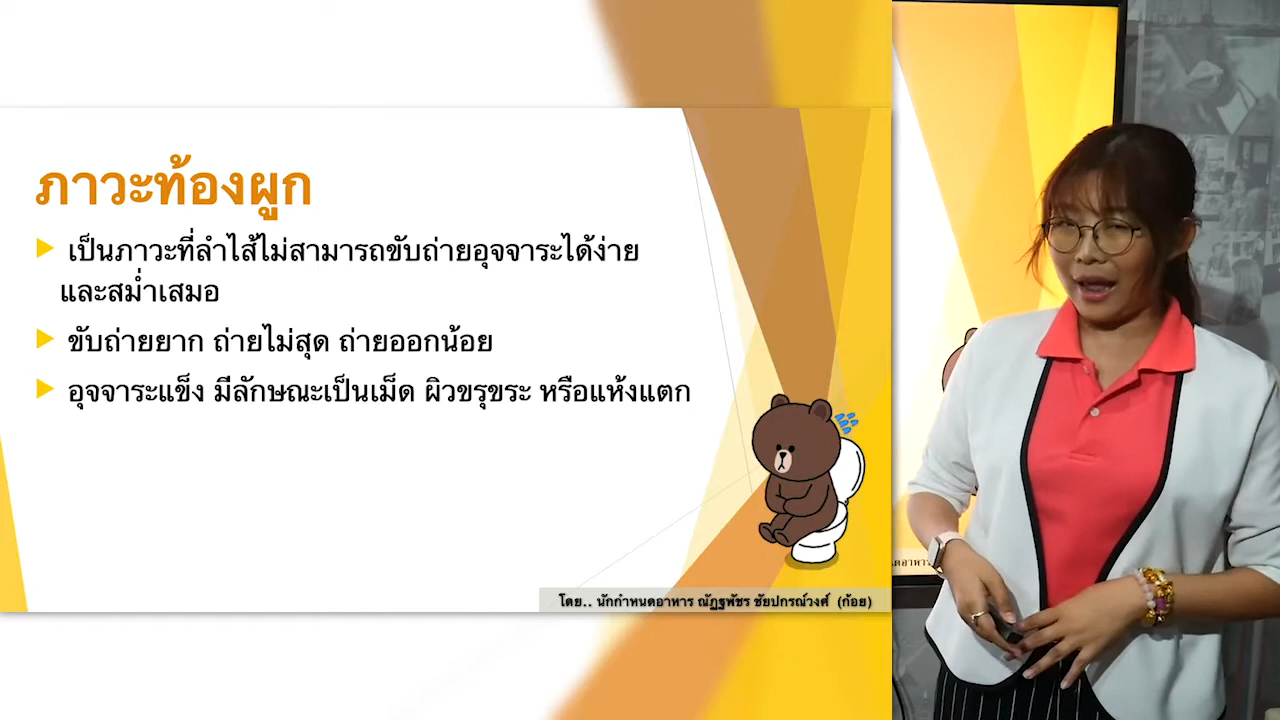 ภาวะท้องผูก
เป็นภาวะที่ลำไส้ไม่สามารถขับถ่ายอุจจาระได้ง่าย
และสม่ำเสมอ
ขับถ่ายยาก ถ่ายไม่สุด ถ่ายออกน้อย
อุจจาระแข็ง มีลักษณะเป็นเม็ด ผิวขรุขระ หรือแห้งแตก
โดย.. นักกำหนดอาหาร ณัฏฐพัชร ชัยปกรณ์วงศ์ (ก้อย)